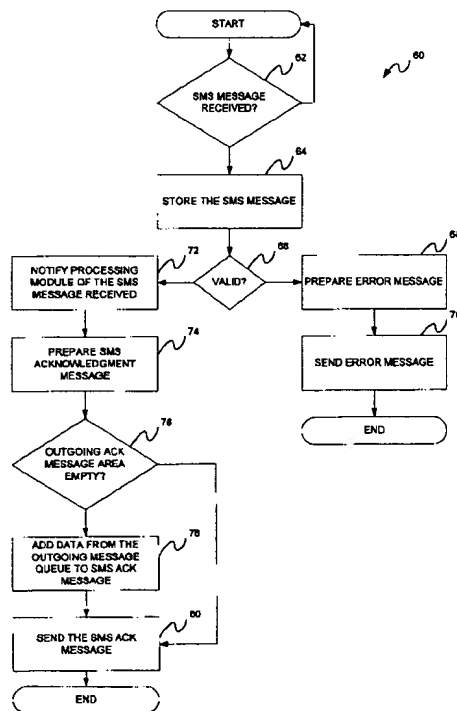 START
62
60
SMS MESSAGE
RECEIVED?
64
STORE THE SMS MESSAGE
72
NOTIFY PROCESSING
MODULE OF THE SMS
MESSAGE RECEIVED
VALID?
PREPARE ERROR MESSAGE
74
PREPARE SMS
ACKNOWLEDGMENT
MESSAGE
SEND ERROR MESSAGE
END
OUTGOING ACK
MESSAGE AREA
EMPTY?
ADD DATA FROM THE
OUTGOING MESSAGE
QUEUE TO SMS ACK
MESSAGE
SEND THE SMS ACK
MESSAGE
END